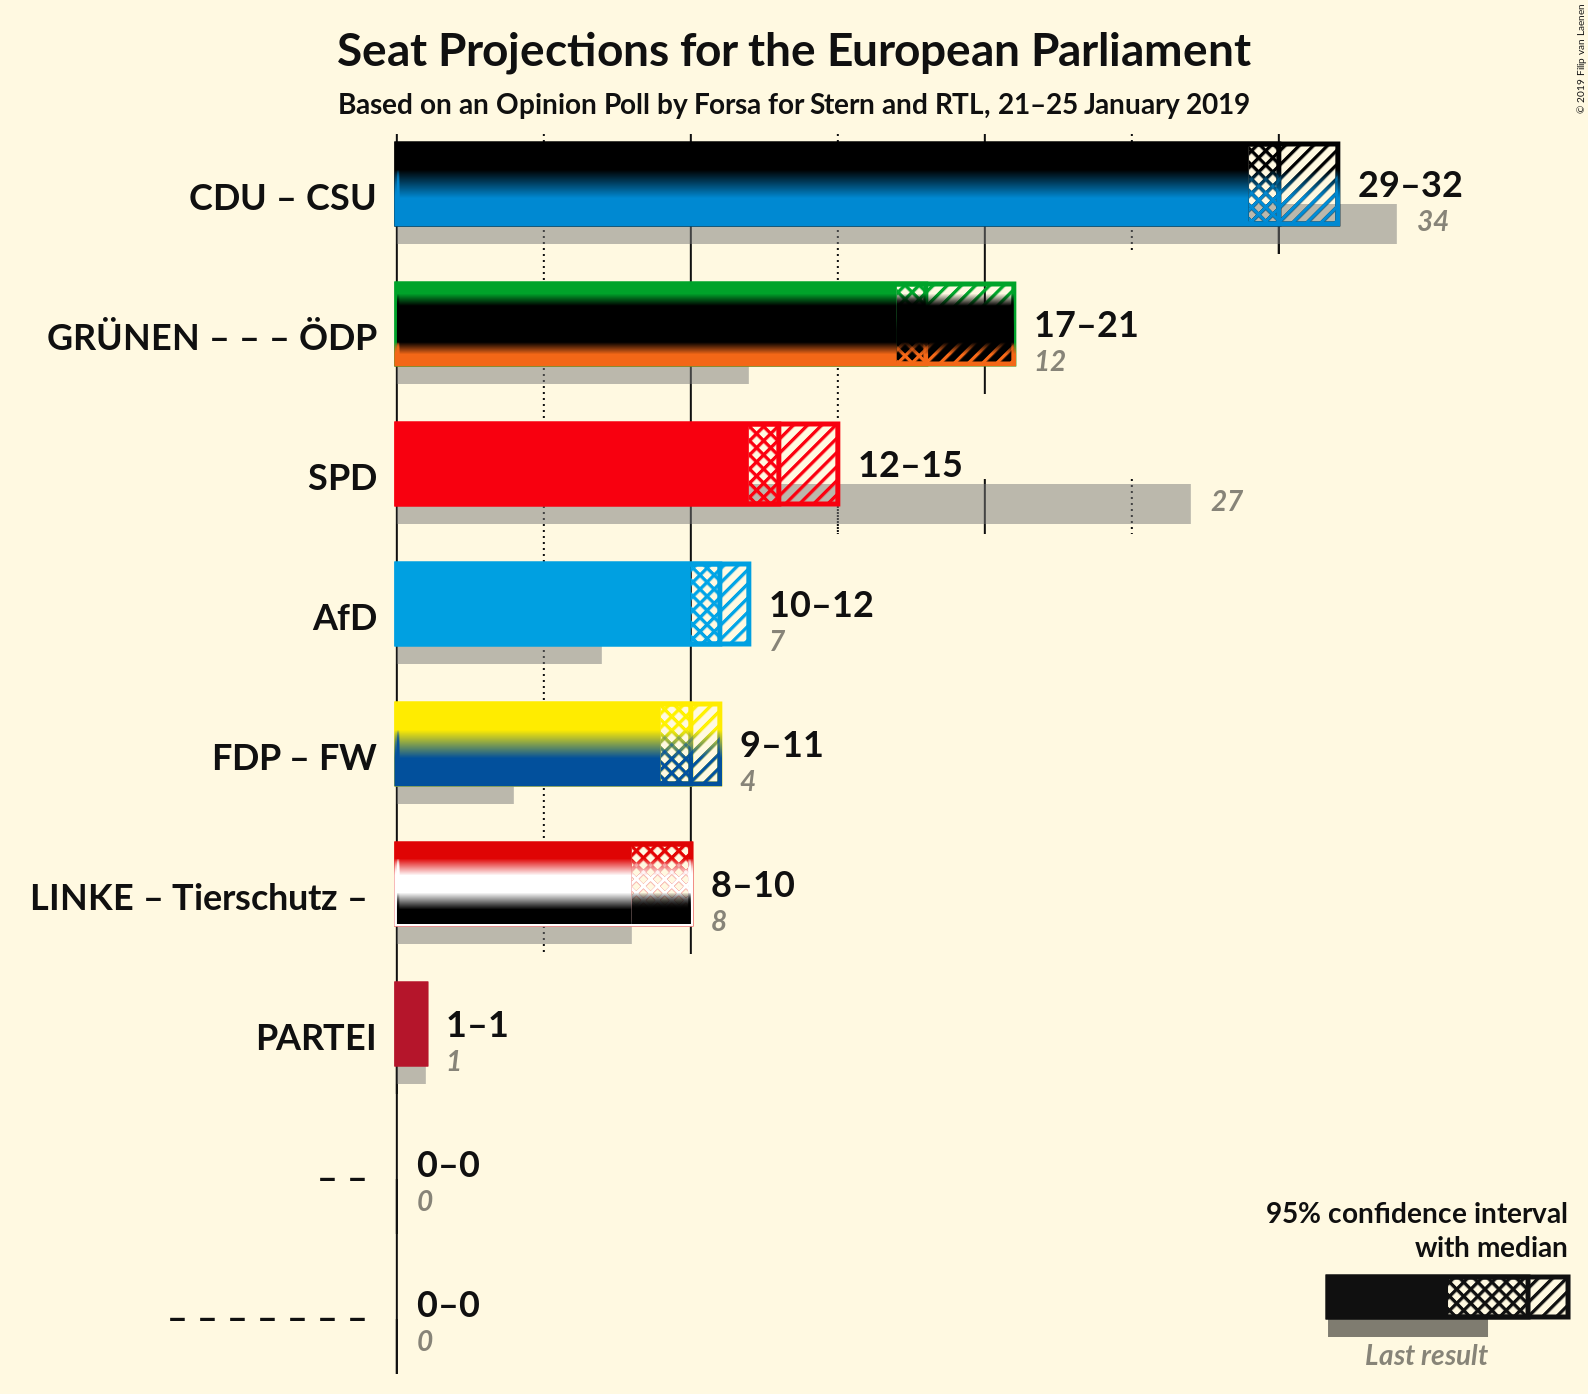 Seat Projections for the European Parliament
Based on an Opinion Poll by Forsa for Stern and RTL, 21–25 January 2019
© 2019 Filip van Laenen
CDU – CSU
29–32
34
GRÜNEN – – – ÖDP
17–21
12
SPD
12–15
27
AfD
10–12
7
FDP – FW
9–11
4
LINKE – Tierschutz –
8–10
8
PARTEI
1–1
1
– –
0–0
0
– – – – – – –
0–0
0
95% confidence interval
with median
Last result